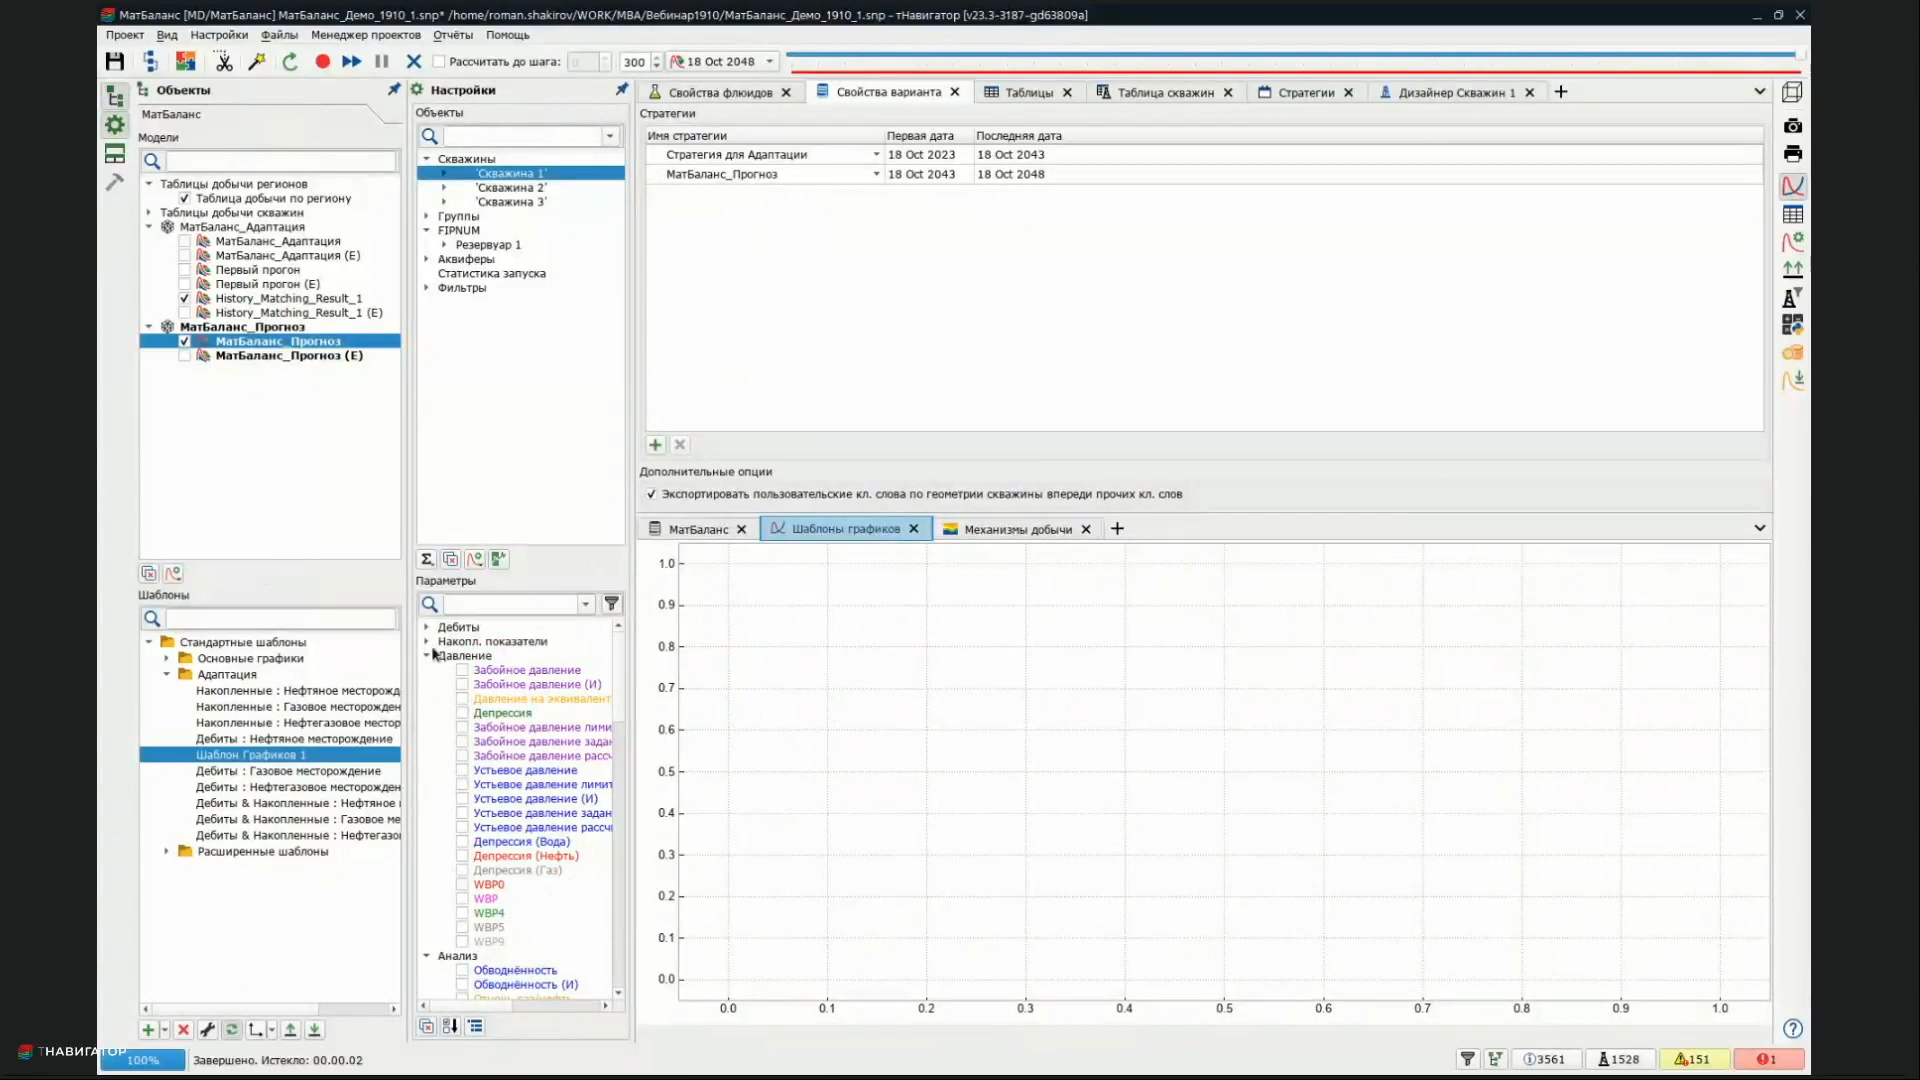 МатБаланс [MD/МатБаланс] МатБаланс_Демо_1910_1.snp* /home/roman.shakirov/WORK/MBA/Вебинар1910/МатБаланс_Демо_1910_1.snp - тНавигатор [v23.3-3187-gd63809a]
Проект Вид Настройки Файлы Менеджер проектов Отчёты Помощь
Рассчитать до шага: 0 300 18 Oct 2048
Объекты
МатБаланс
Модели
Таблицы добычи регионов
Таблица добычи по региону
Таблицы добычи скважин
МатБаланс_Адаптация
МатБаланс_Адаптация
МатБаланс_Адаптация (E)
Первый прогон
Первый прогон (E)
History_Matching_Result_1
History_Matching_Result_1 (E)
МатБаланс_Прогноз
МатБаланс_Прогноз
МатБаланс_Прогноз (E)
Шаблоны
Стандартные шаблоны
Основные графики
Адаптация
Накопленные : Нефтяное месторожд
Накопленные : Газовое месторожден
Накопленные : Нефтегазовое местор
Дебиты : Нефтяное месторождение
Шаблон Графиков 1
Дебиты : Газовое месторождение
Дебиты : Нефтегазовое месторожден
Дебиты & Накопленные : Нефтяное
Дебиты & Накопленные : Газовое ме
Дебиты & Накопленные : Нефтегазо
Расширенные шаблоны
Настройки
Объекты
Скважины
'Скважина 1'
'Скважина 2'
'Скважина 3'
Группы
FIPNUM
Резервуар 1
Аквиферы
Статистика запуска
Фильтры
Параметры
Дебиты
Накопл. показатели
Давление
Забойное давление
Забойное давление (И)
Давления на эквивалент
Депрессия
Забойное давление лими
Забойное давление задан
Забойное давление рассч
Устьевое давление
Устьевое давление лимит
Устьевое давление (И)
Устьевое давление задан
Устьевое давление рассч
Депрессия (Вода)
Депрессия (Нефть)
Депрессия (Газ)
WBP0
WBP
WBP4
WBP5
WBP9
Анализ
Обводнённость
Обводнённость (И)
Свойства флюидов Свойства варианта Таблицы Таблица скважин Стратегии Дизайнер Скважин 1
Стратегии
Имя стратегии Первая дата Последняя дата
Стратегия для Адаптации 18 Oct 2023 18 Oct 2043
МатБаланс_Прогноз 18 Oct 2043 18 Oct 2048
Дополнительные опции
Экспортировать пользовательские кл. слова по геометрии скважины впереди прочих кл. слов
МатБаланс Шаблоны графиков Механизмы добычи
1.0
0.9
0.8
0.7
0.6
0.5
0.4
0.3
0.2
0.1
0.0
0.0 0.1 0.2 0.3 0.4 0.5 0.6 0.7 0.8 0.9 1.0
ТНАВИГАТОР
100% Завершено. Истекло: 00.00.02
3561 1528 151 1